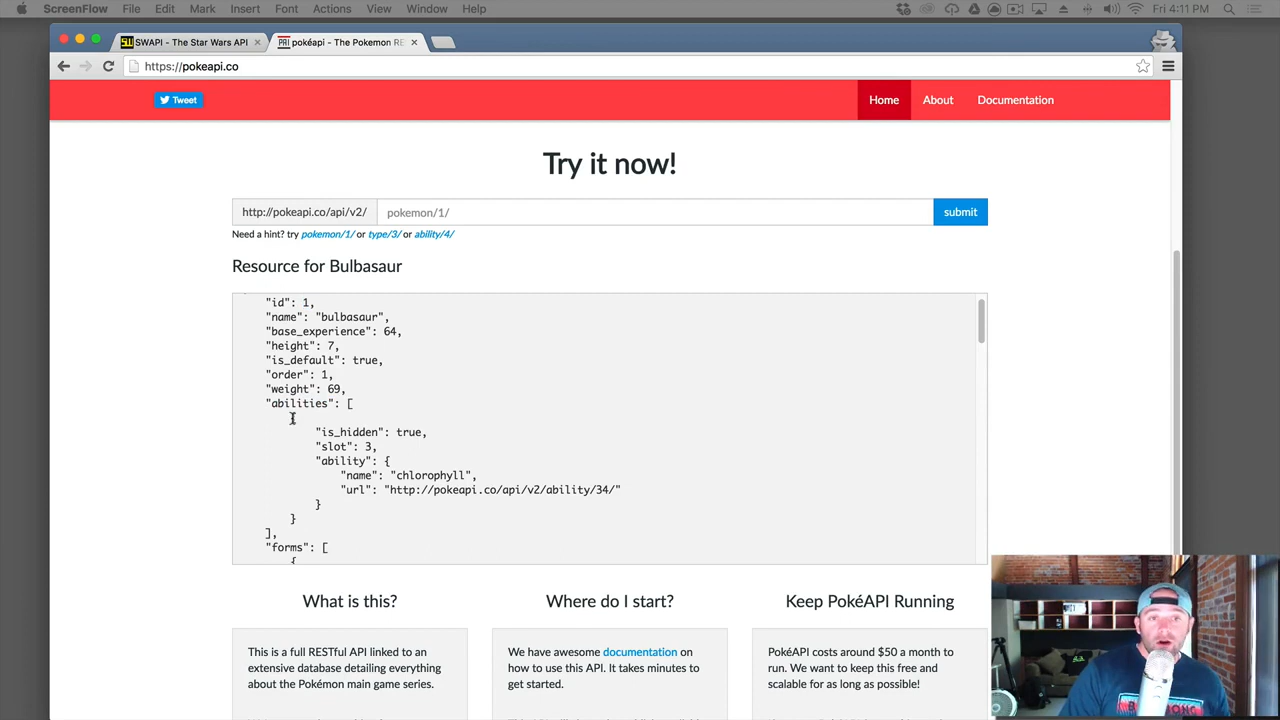 ScreenFlow File Edit Mark Insert Font Actions View Window Help Fri 4:11 PM
SWAPI - The Star Wars API
pokéapi - The Pokemon RE
https://pokeapi.co
Tweet
Home About Documentation
Try it now!
http://pokeapi.co/api/v2/ pokemon/1/ submit
Need a hint? try pokemon/1/ or type/3/ or ability/4/
Resource for Bulbasaur
"id": 1,
"name": "bulbasaur",
"base_experience": 64,
"height": 7,
"is_default": true,
"order": 1,
"weight": 69,
"abilities": [
{
"is_hidden": true,
"slot": 3,
"ability": {
"name": "chlorophyll",
"url": "http://pokeapi.co/api/v2/ability/34/"
}
}
],
"forms": [
{
What is this?
This is a full RESTful API linked to an
extensive database detailing everything
about the Pokémon main game series.
Where do I start?
We have awesome documentation on
how to use this API. It takes minutes to
get started.
Keep PokéAPI Running
PokéAPI costs around $50 a month to
run. We want to keep this free and
scalable for as long as possible!